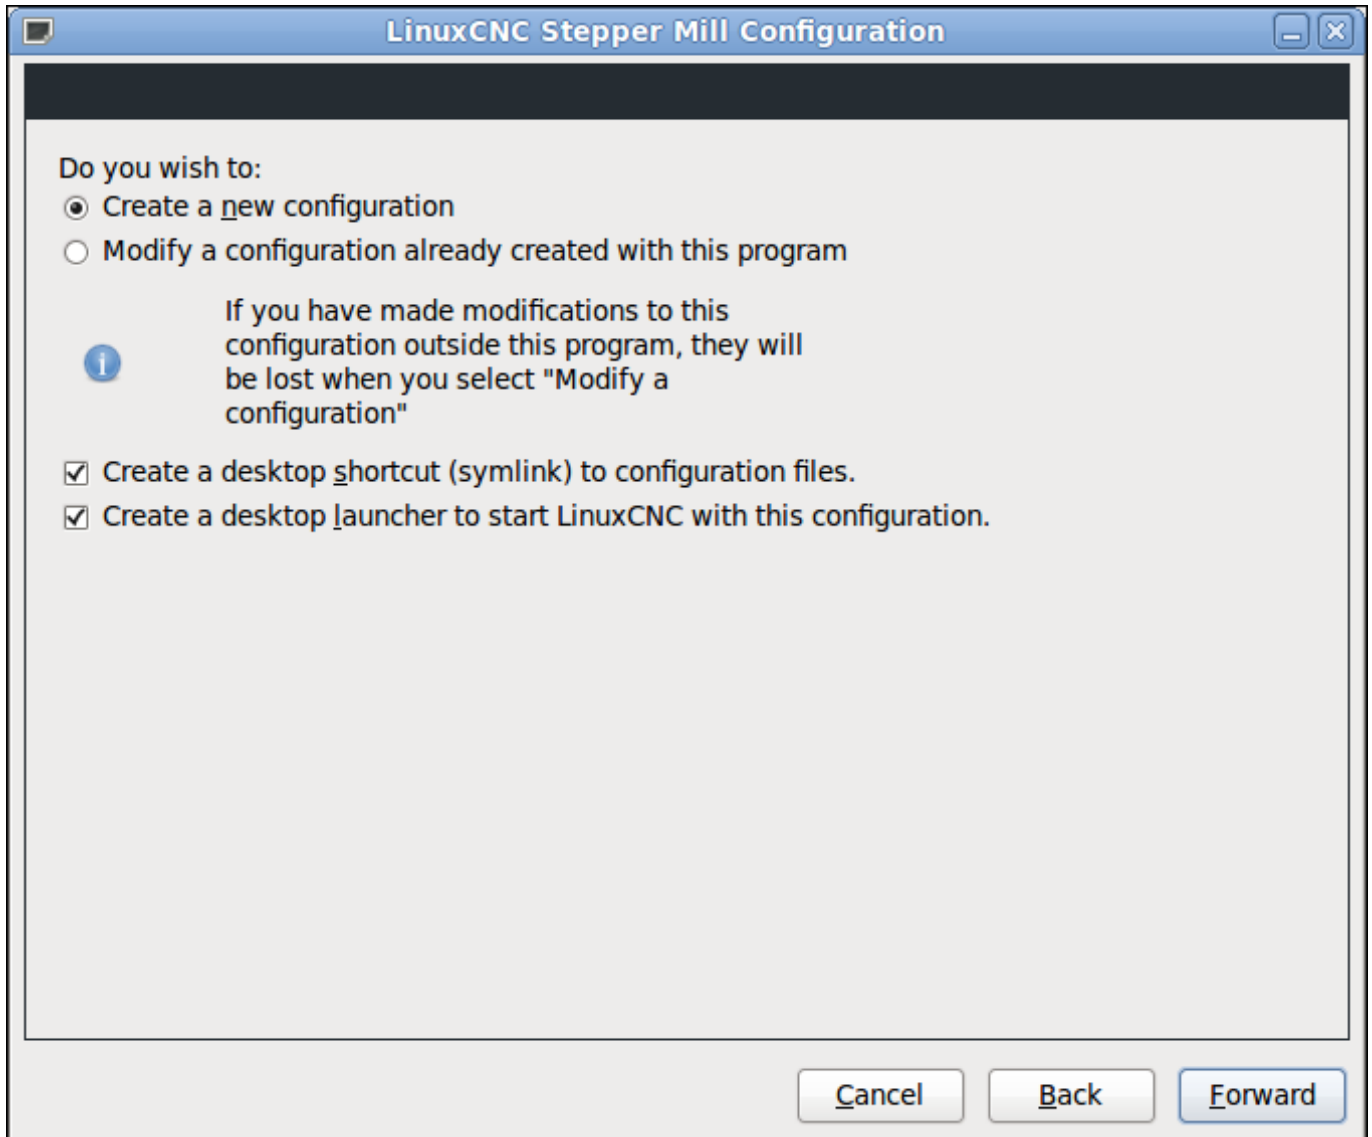 LinuxCNC Stepper Mill Configuration
Do you wish to:
Create a new configuration
Modify a configuration already created with this program
If you have made modifications to this
configuration outside this program, they will
be lost when you select "Modify a
configuration"
Create a desktop shortcut (symlink) to configuration files.
Create a desktop launcher to start LinuxCNC with this configuration.
Cancel Back Forward